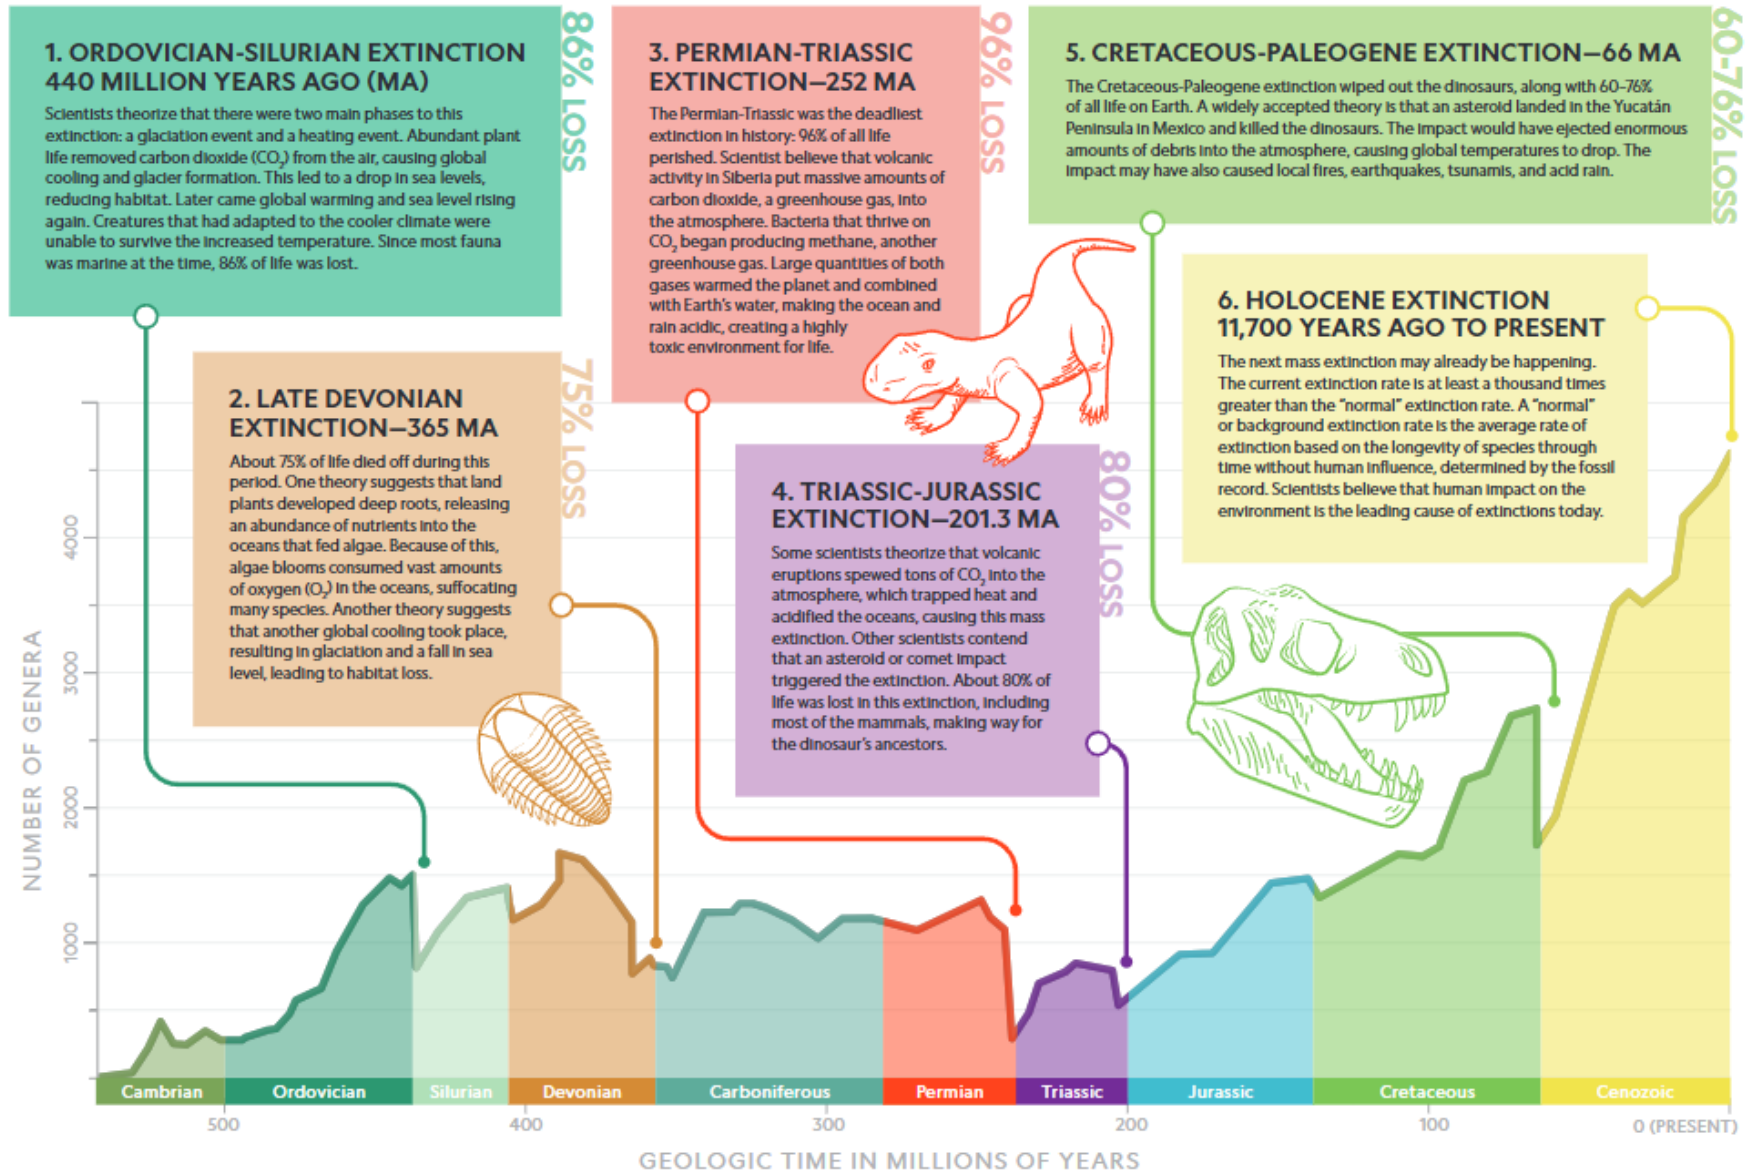 1. ORDOVICIAN-SILURIAN EXTINCTION
440 MILLION YEARS AGO (MA)
Scientists theorize that there were two main phases to this
extinction: a glaciation event and a heating event. Abundant plant
life removed carbon dioxide (CO₂) from the air, causing global
cooling and glacier formation. This led to a drop in sea levels,
reducing habitat. Later came global warming and sea level rising
again. Creatures that had adapted to the cooler climate were
unable to survive the increased temperature. Since most fauna
was marine at the time, 86% of life was lost.
86% LOSS
2. LATE DEVONIAN
EXTINCTION—365 MA
About 75% of life died off during this
period. One theory suggests that land
plants developed deep roots, releasing
an abundance of nutrients into the
oceans that fed algae. Because of this,
algae blooms consumed vast amounts
of oxygen (O₂) in the oceans, suffocating
many species. Another theory suggests
that another global cooling took place,
resulting in glaciation and a fall in sea
level, leading to habitat loss.
75% LOSS
3. PERMIAN-TRIASSIC
EXTINCTION—252 MA
The Permian-Triassic was the deadliest
extinction in history: 96% of all life
perished. Scientist believe that volcanic
activity in Siberia put massive amounts of
carbon dioxide, a greenhouse gas, into
the atmosphere. Bacteria that thrive on
CO₂ began producing methane, another
greenhouse gas. Large quantities of both
gases warmed the planet and combined
with Earth's water, making the ocean and
rain acidic, creating a highly
toxic environment for life.
96% LOSS
4. TRIASSIC-JURASSIC
EXTINCTION—201.3 MA
Some scientists theorize that volcanic
eruptions spewed tons of CO₂ into the
atmosphere, which trapped heat and
acidified the oceans, causing this mass
extinction. Other scientists contend
that an asteroid or comet impact
triggered the extinction. About 80% of
life was lost in this extinction, including
most of the mammals, making way for
the dinosaur's ancestors.
80% LOSS
5. CRETACEOUS-PALEOGENE EXTINCTION—66 MA
The Cretaceous-Paleogene extinction wiped out the dinosaurs, along with 60-76%
of all life on Earth. A widely accepted theory is that an asteroid landed in the Yucatán
Peninsula in Mexico and killed the dinosaurs. The impact would have ejected enormous
amounts of debris into the atmosphere, causing global temperatures to drop. The
impact may have also caused local fires, earthquakes, tsunamis, and acid rain.
60-76% LOSS
6. HOLOCENE EXTINCTION
11,700 YEARS AGO TO PRESENT
The next mass extinction may already be happening.
The current extinction rate is at least a thousand times
greater than the "normal" extinction rate. A "normal"
or background extinction rate is the average rate of
extinction based on the longevity of species through
time without human influence, determined by the fossil
record. Scientists believe that human impact on the
environment is the leading cause of extinctions today.
NUMBER OF GENERA
4000
3000
2000
1000
Cambrian
Ordovician
Silurian
Devonian
Carboniferous
Permian
Triassic
Jurassic
Cretaceous
Cenozoic
500
400
300
200
100
0 (PRESENT)
GEOLOGIC TIME IN MILLIONS OF YEARS